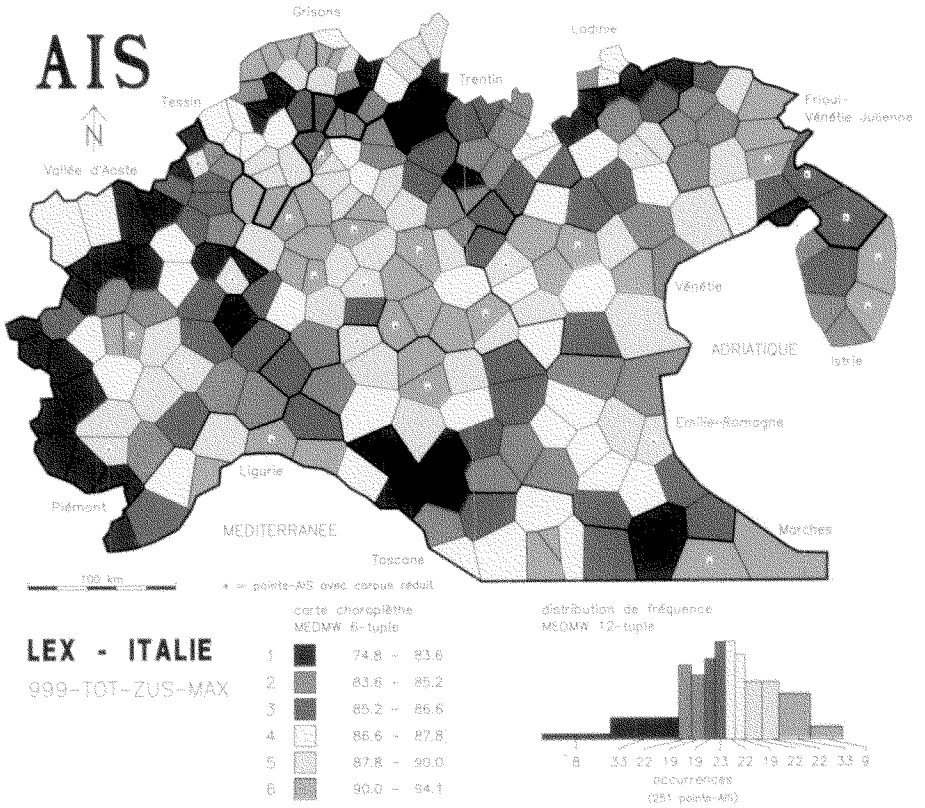 AIS
N
Grisons
Ladinie
Tessin
Trentin
Frioul-
Vénétie Julienne
Vallée d'Aoste
Vénétie
ADRIATIQUE
Istrie
Emilie-Romagne
Ligurie
Piémont
MEDITERRANEE
Marches
Toscane
100 km
* = points-AIS avec corpus réduit
carte choroplèthe
MEDMW 6-tuple
distribution de fréquence
MEDMW 12-tuple
LEX - ITALIE
999-TOT-ZUS-MAX
1 74.8 - 83.6
2 83.6 - 85.2
3 85.2 - 86.6
4 86.6 - 87.8
5 87.8 - 90.0
6 90.0 - 94.1
8 33 22 19 19 23 22 19 22 22 33 9
occurrences
(251 points-AIS)